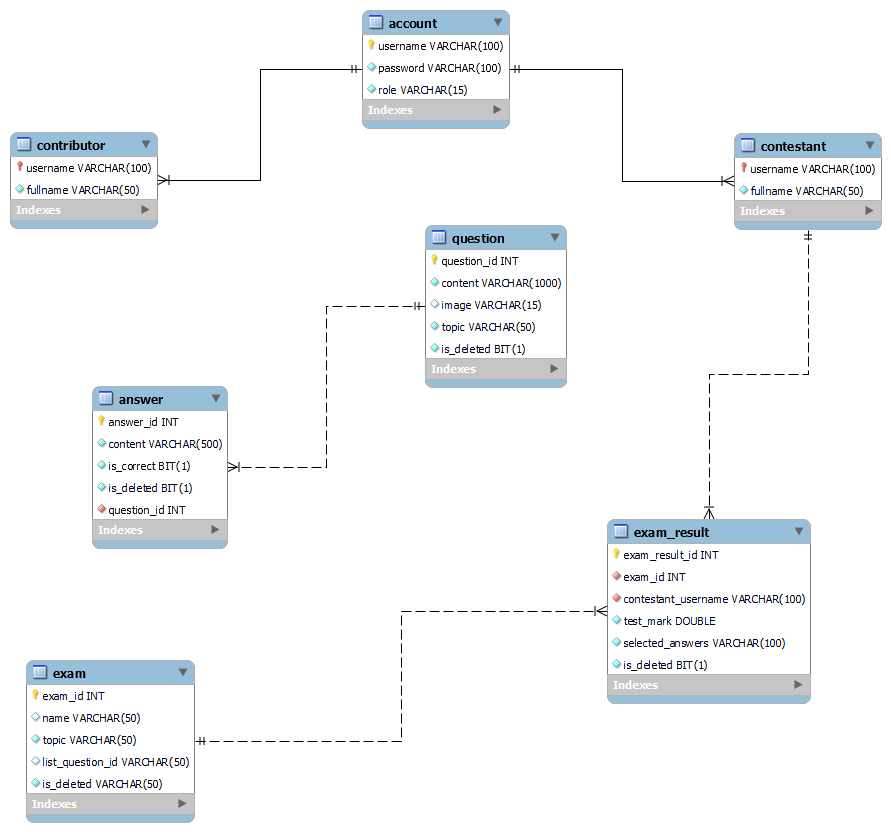 account
username VARCHAR(100)
password VARCHAR(100)
role VARCHAR(15)
Indexes
contributor
username VARCHAR(100)
fullname VARCHAR(50)
Indexes
contestant
username VARCHAR(100)
fullname VARCHAR(50)
Indexes
question
question_id INT
content VARCHAR(1000)
image VARCHAR(15)
topic VARCHAR(50)
is_deleted BIT(1)
Indexes
answer
answer_id INT
content VARCHAR(500)
is_correct BIT(1)
is_deleted BIT(1)
question_id INT
Indexes
exam_result
exam_result_id INT
exam_id INT
contestant_username VARCHAR(100)
test_mark DOUBLE
selected_answers VARCHAR(100)
is_deleted BIT(1)
Indexes
exam
exam_id INT
name VARCHAR(50)
topic VARCHAR(50)
list_question_id VARCHAR(50)
is_deleted VARCHAR(50)
Indexes